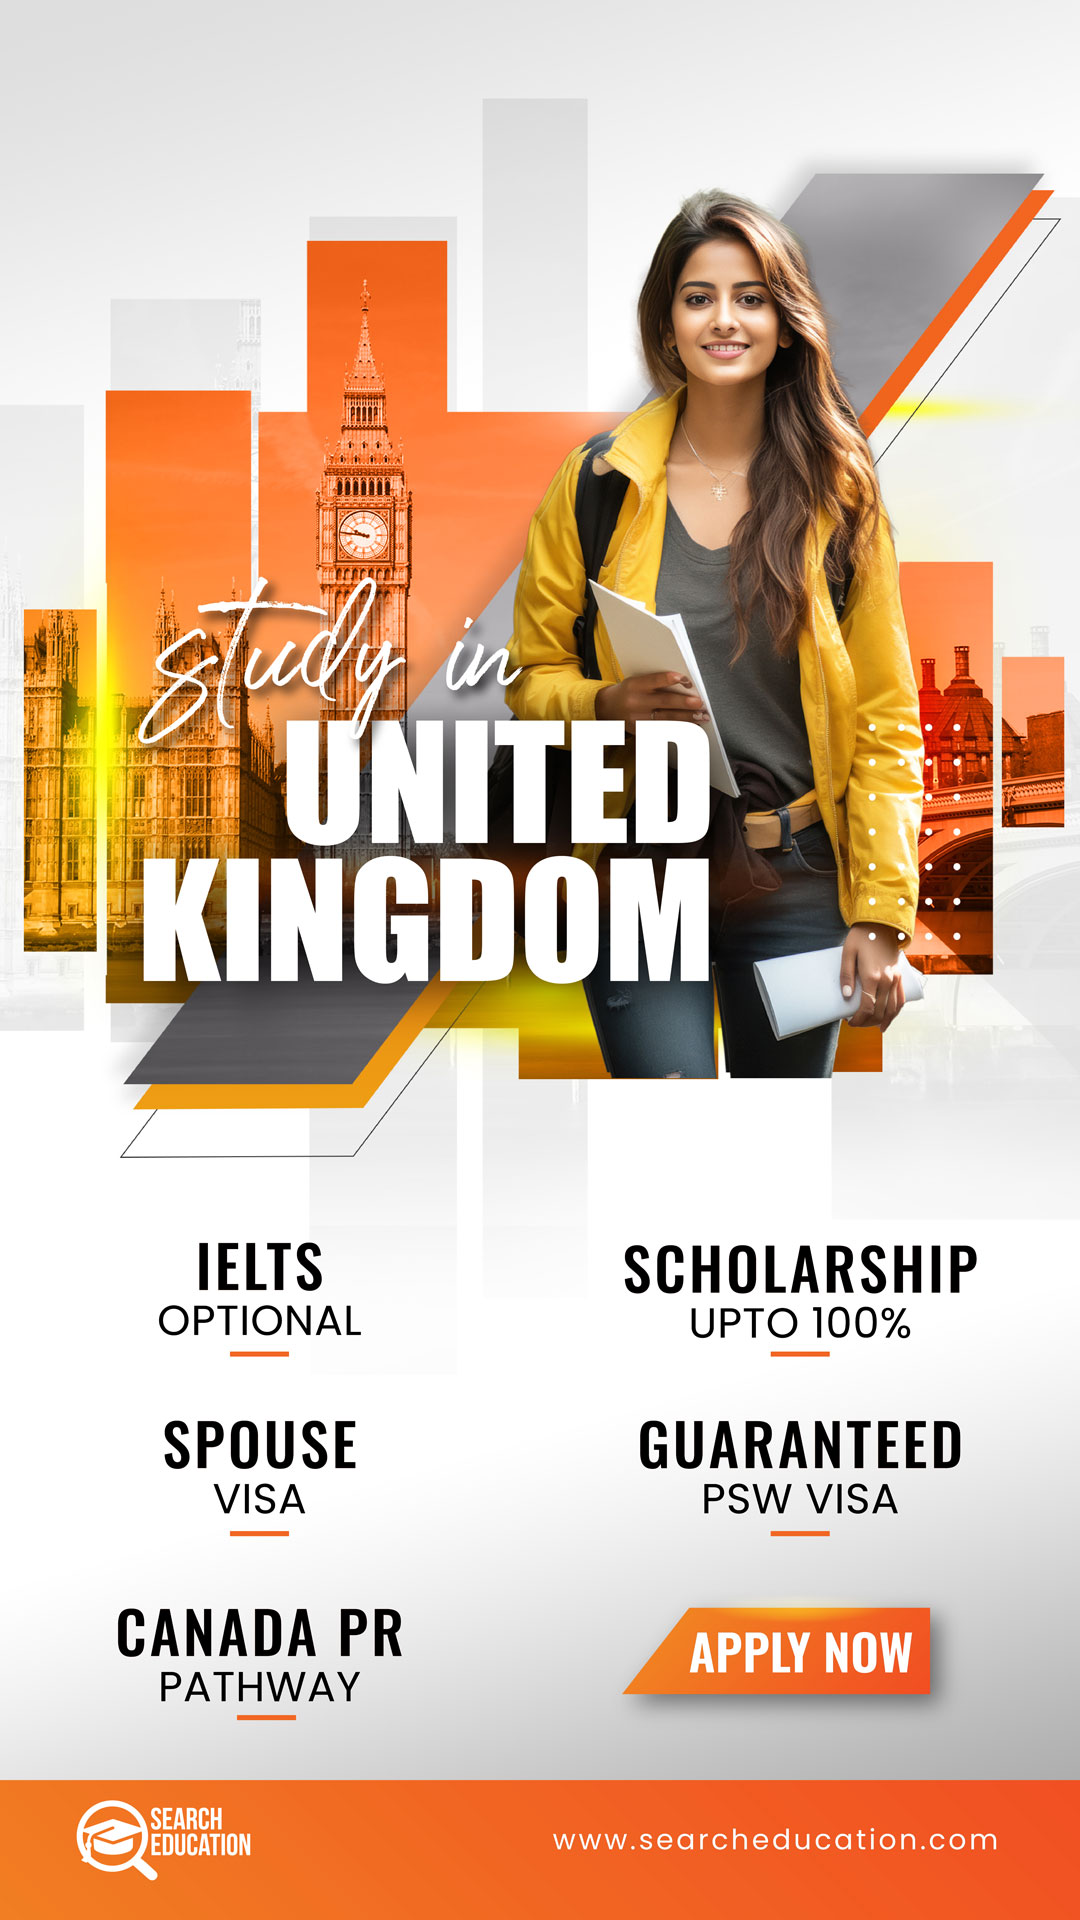 study in
UNITED
KINGDOM
IELTS
OPTIONAL
SCHOLARSHIP
UPTO 100%
SPOUSE
VISA
GUARANTEED
PSW VISA
CANADA PR
PATHWAY
APPLY NOW
SEARCH
EDUCATION
www.searcheducation.com